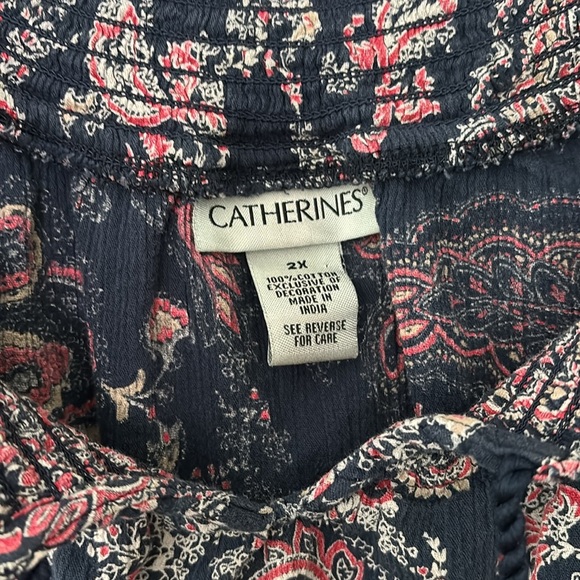 CATHERINES®
2X
100% COTTON
EXCLUSIVE OF
DECORATION
MADE IN
INDIA
SEE REVERSE
FOR CARE